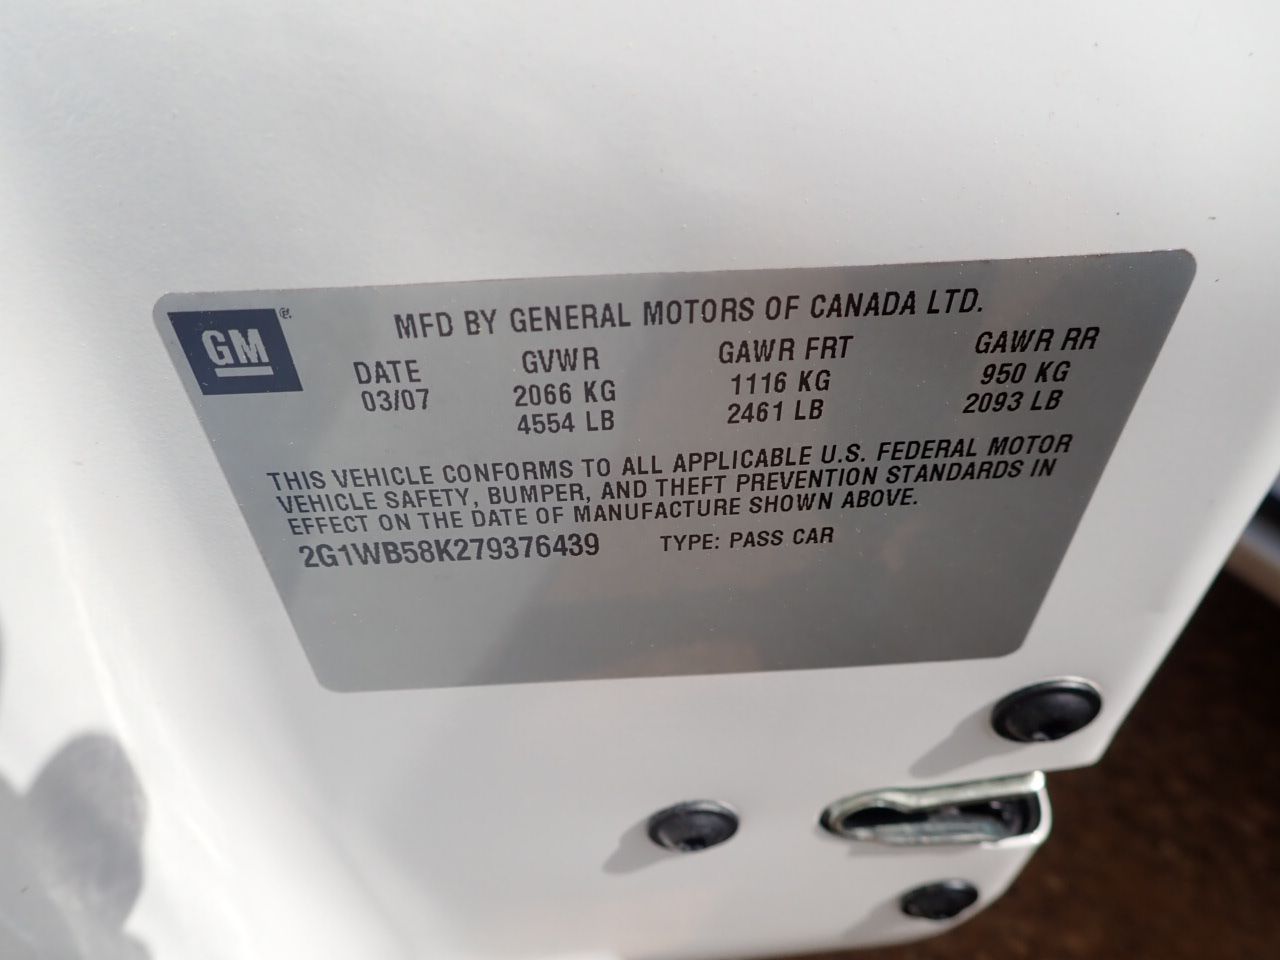 GM ®.
MFD BY GENERAL MOTORS OF CANADA LTD.
DATE GVWR GAWR FRT GAWR RR
03/07 2066 KG 1116 KG 950 KG
4554 LB 2461 LB 2093 LB
THIS VEHICLE CONFORMS TO ALL APPLICABLE U.S. FEDERAL MOTOR
VEHICLE SAFETY, BUMPER, AND THEFT PREVENTION STANDARDS IN
EFFECT ON THE DATE OF MANUFACTURE SHOWN ABOVE.
2G1WB58K279376439 TYPE: PASS CAR